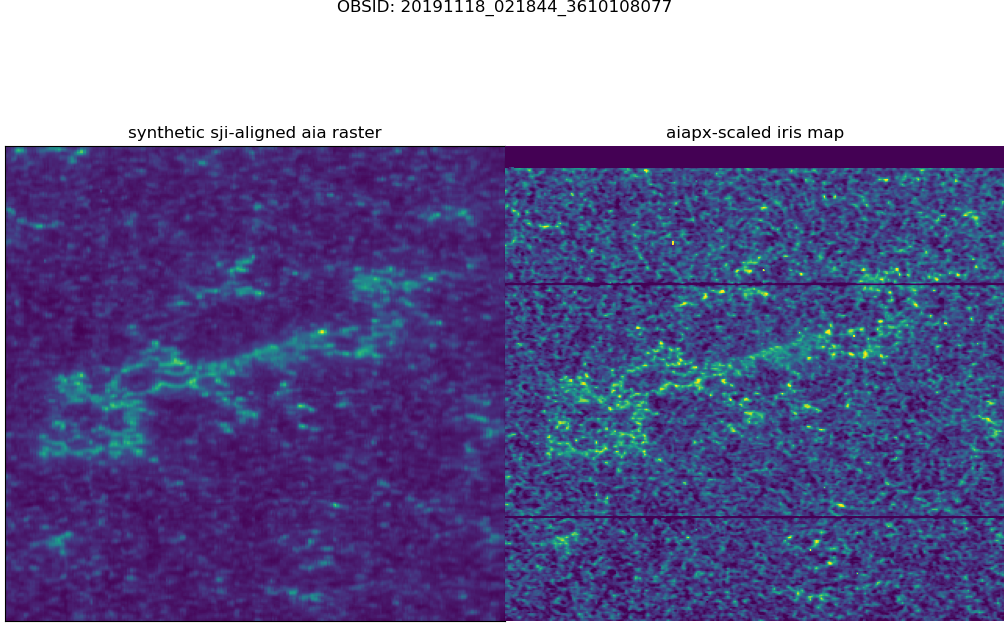 OBSID: 20191118_021844_3610108077
synthetic sji-aligned aia raster
aiapx-scaled iris map